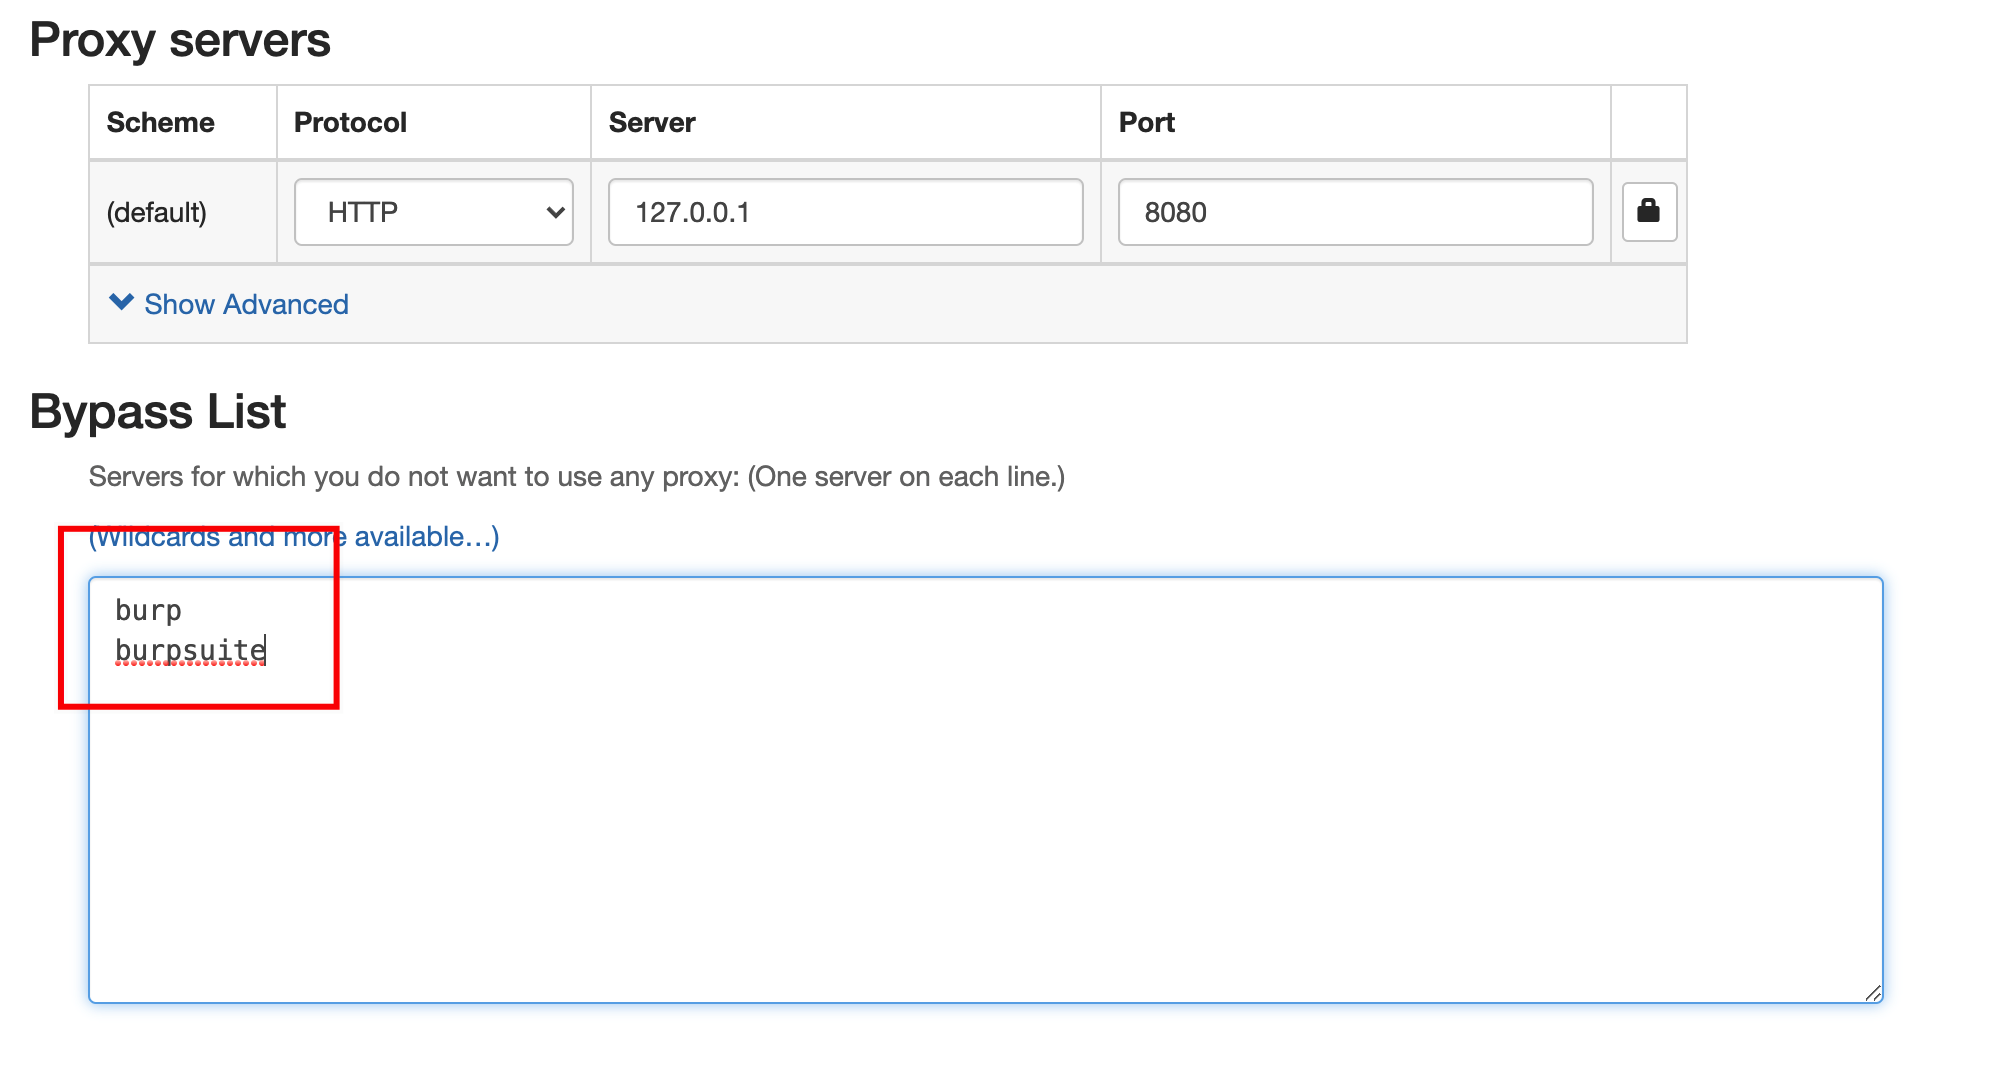 Proxy servers
Scheme Protocol Server Port
(default) HTTP 127.0.0.1 8080
Show Advanced
Bypass List
Servers for which you do not want to use any proxy: (One server on each line.)
(Wildcards and more available…)
burp
burpsuite